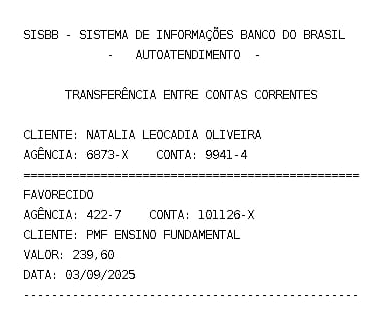 SISBB - SISTEMA DE INFORMAÇÕES BANCO DO BRASIL
- AUTOATENDIMENTO -
TRANSFERÊNCIA ENTRE CONTAS CORRENTES
CLIENTE: NATALIA LEOCADIA OLIVEIRA
AGÊNCIA: 6873-X CONTA: 9941-4
================================================
FAVORECIDO
AGÊNCIA: 422-7 CONTA: 101126-X
CLIENTE: PMF ENSINO FUNDAMENTAL
VALOR: 239,60
DATA: 03/09/2025
------------------------------------------------